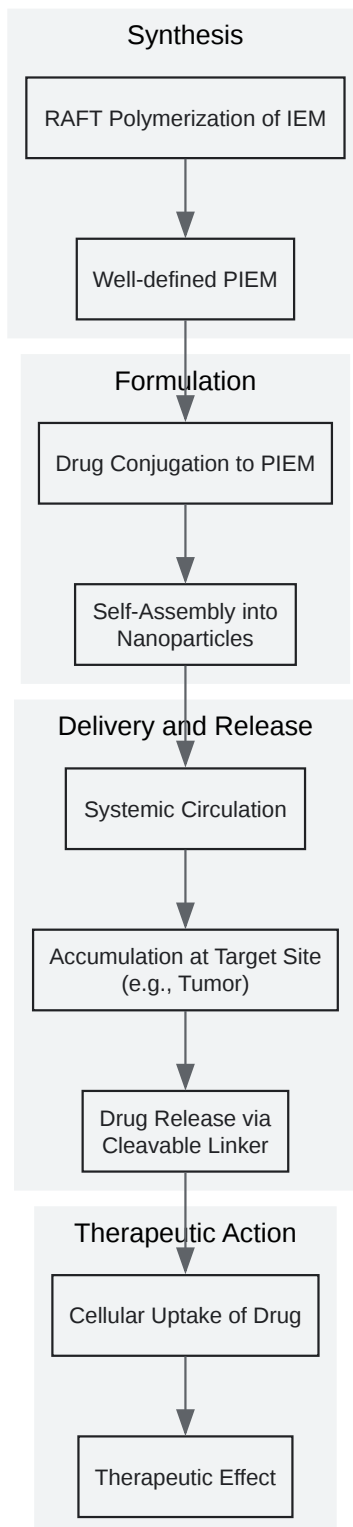 Synthesis
RAFT Polymerization of IEM
Well-defined PIEM
Formulation
Drug Conjugation to PIEM
Self-Assembly into
Nanoparticles
Delivery and Release
Systemic Circulation
Accumulation at Target Site
(e.g., Tumor)
Drug Release via
Cleavable Linker
Therapeutic Action
Cellular Uptake of Drug
Therapeutic Effect